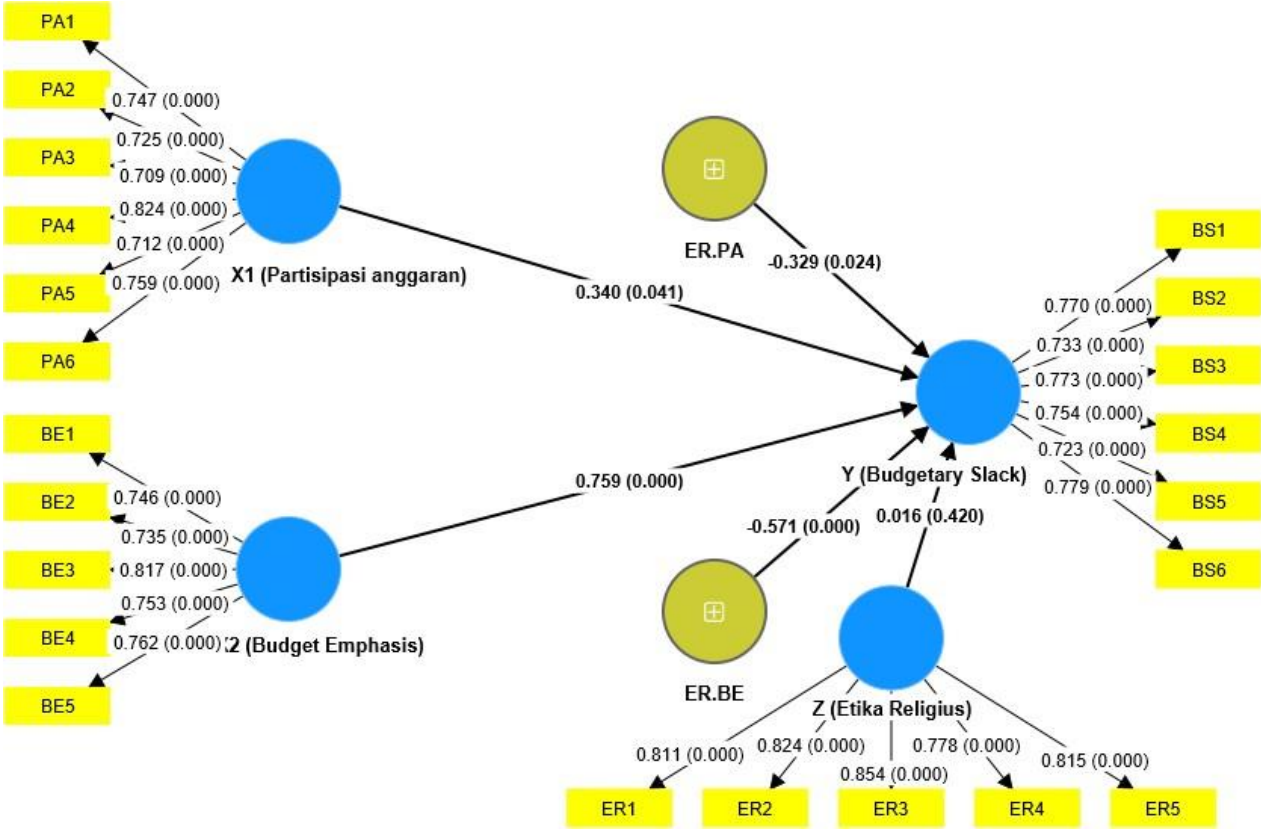 PA1
PA2
PA3
PA4
PA5
PA6
0.747 (0.000)
0.725 (0.000)
0.709 (0.000)
0.824 (0.000)
0.712 (0.000)
0.759 (0.000)
X1 (Partisipasi anggaran)
BE1
BE2
BE3
BE4
BE5
0.746 (0.000)
0.735 (0.000)
0.817 (0.000)
0.753 (0.000)
0.762 (0.000)
2 (Budget Emphasis)
ER.PA
-0.329 (0.024)
0.340 (0.041)
0.759 (0.000)
-0.571 (0.000)
ER.BE
Y (Budgetary Slack)
0.016 (0.420)
BS1
BS2
BS3
BS4
BS5
BS6
0.770 (0.000)
0.733 (0.000)
0.773 (0.000)
0.754 (0.000)
0.723 (0.000)
0.779 (0.000)
Z (Etika Religius)
0.811 (0.000)
0.824 (0.000)
0.854 (0.000)
0.778 (0.000)
0.815 (0.000)
ER1
ER2
ER3
ER4
ER5